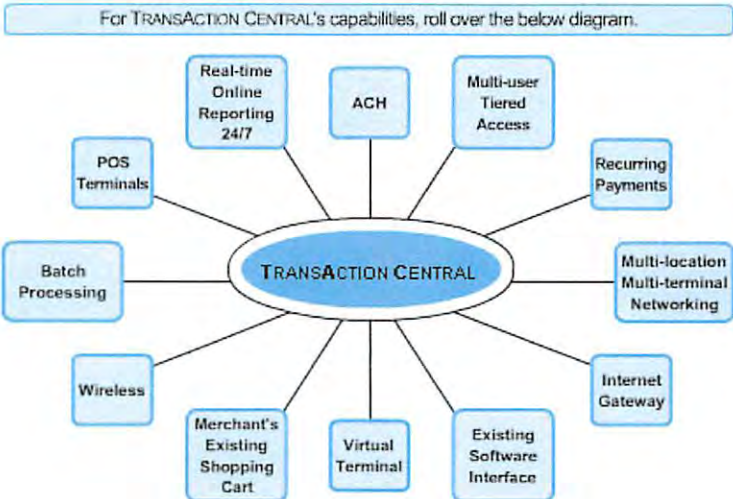 For TRANSACTION CENTRAL's capabilities, roll over the below diagram.
Real-time
Online
Reporting
24/7
ACH
Multi-user
Tiered
Access
POS
Terminals
Recurring
Payments
Batch
Processing
TRANSACTION CENTRAL
Multi-location
Multi-terminal
Networking
Wireless
Internet
Gateway
Merchant's
Existing
Shopping
Cart
Virtual
Terminal
Existing
Software
Interface